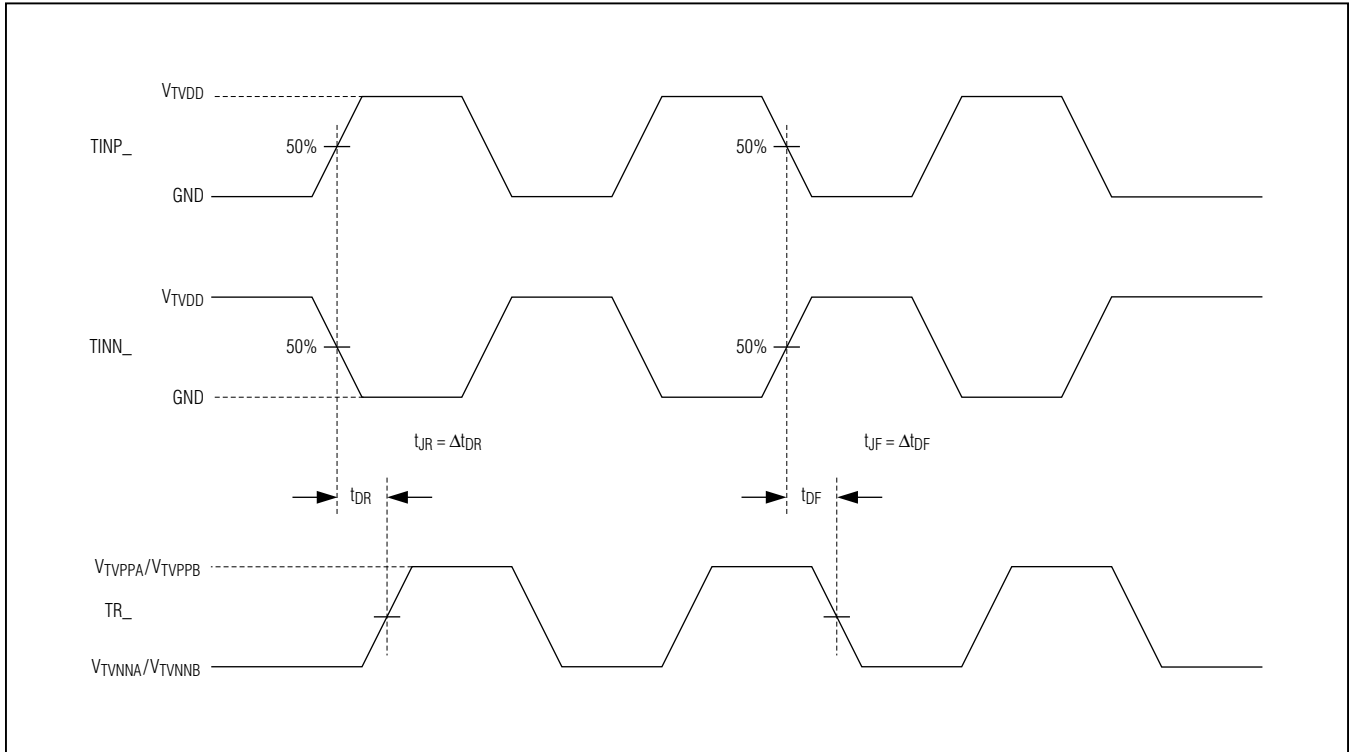 VTVDD
TINP_
50%
50%
GND
VTVDD
TINN_
50%
50%
GND
tJR = ΔtDR
tJF = ΔtDF
tDR
tDF
VTVPPA/VTVPPB
TR_
VTVNNA/VTVNNB